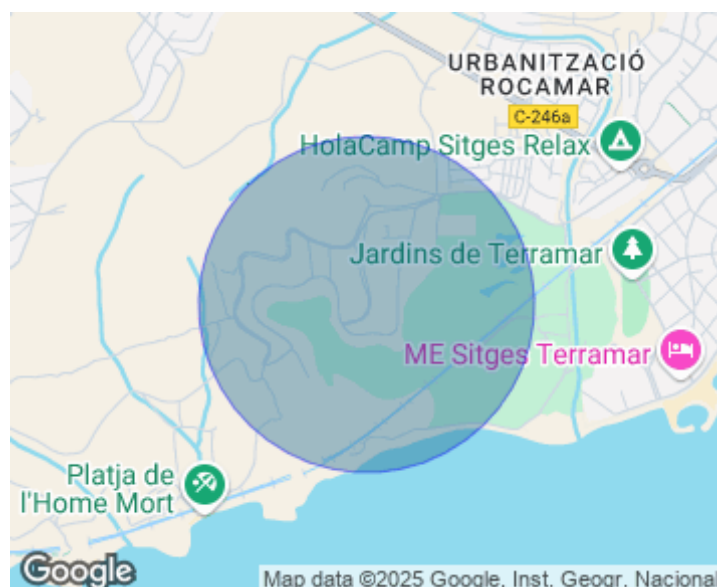 URBANITZACIÓ
ROCAMAR
C-246a
HolaCamp Sitges Relax
Jardins de Terramar
ME Sitges Terramar
Platja de
l'Home Mort
Google
Map data ©2025 Google, Inst. Geogr. Nacional